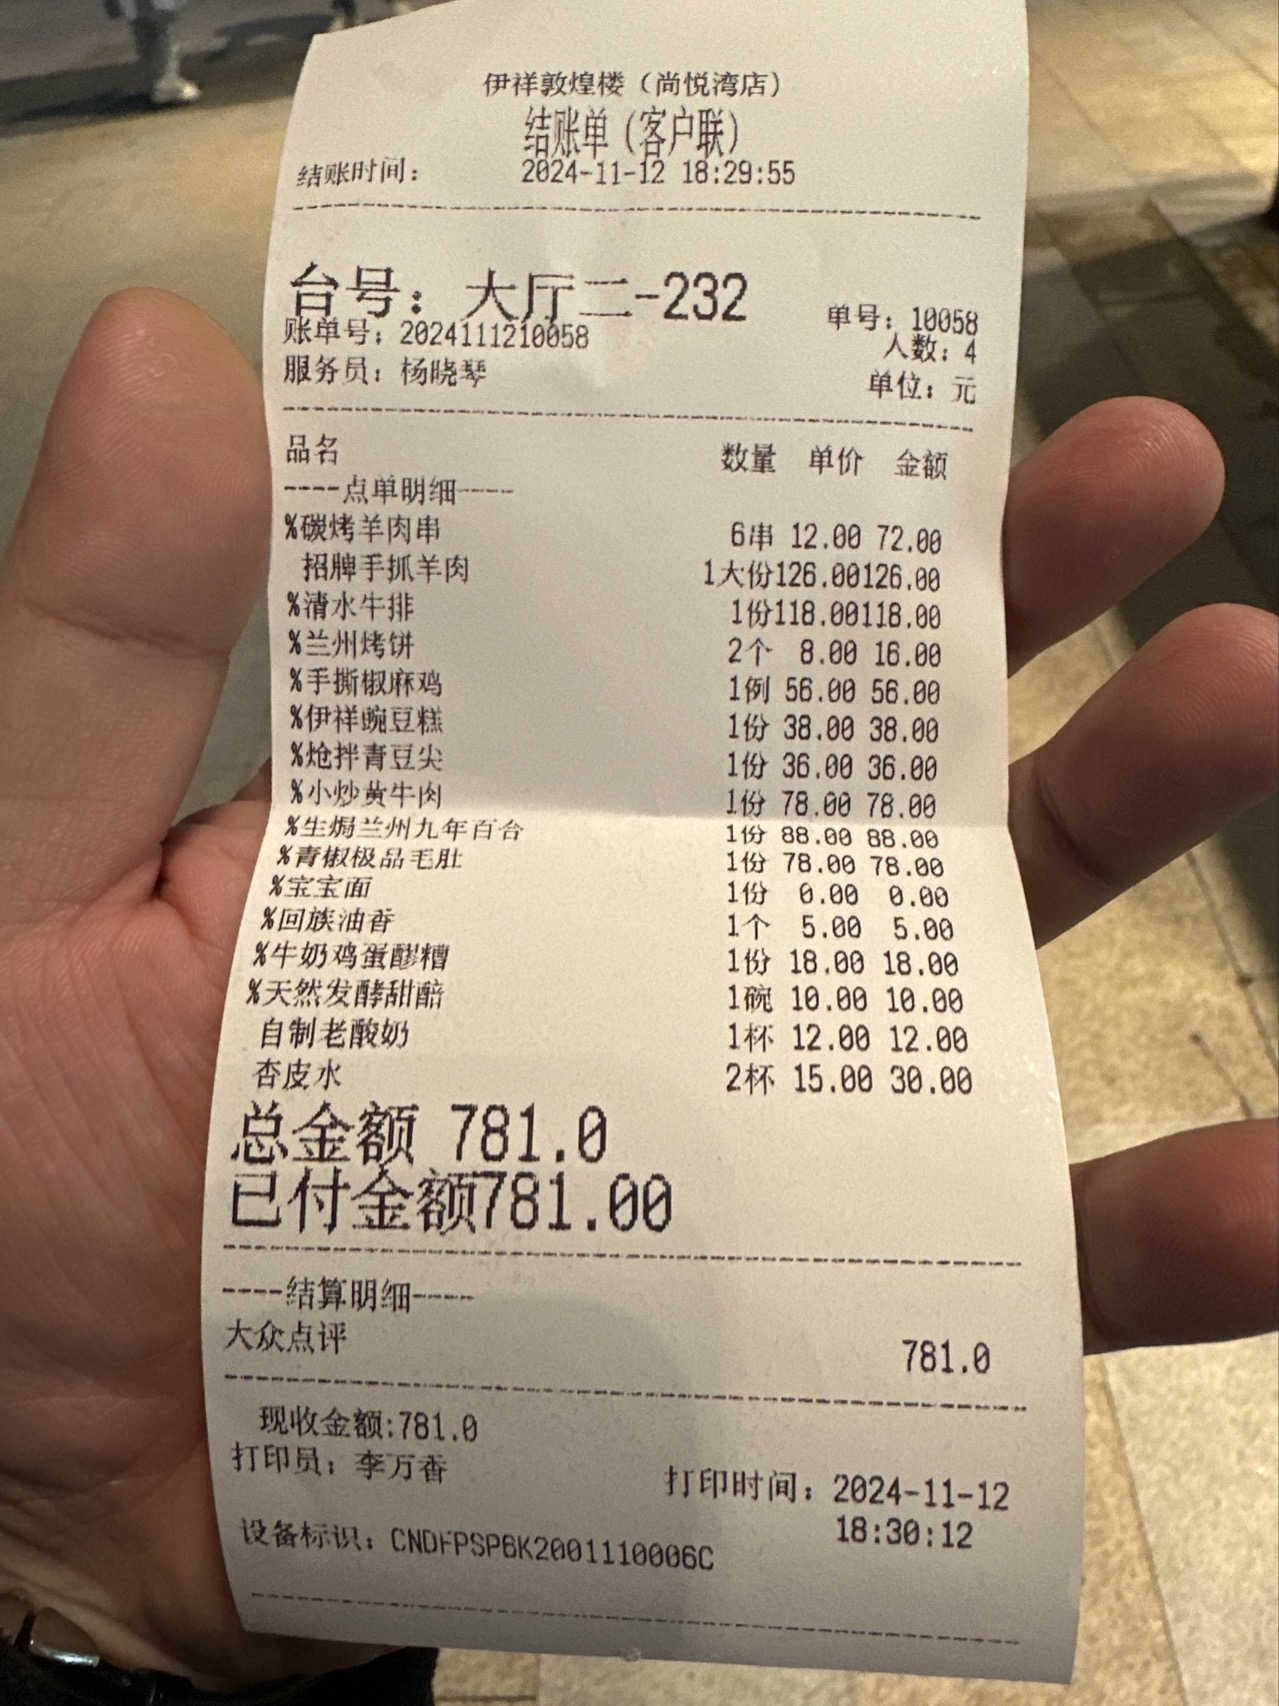 伊祥敦煌楼（尚悦湾店）
结账单（客户联）
结账时间： 2024-11-12 18:29:55
台号：大厅二-232
单号：10058
账单号：2024111210058
人数：4
服务员：杨晓琴
单位：元
品名 数量 单价 金额
----点单明细----
%碳烤羊肉串 6串 12.00 72.00
招牌手抓羊肉 1大份126.00126.00
%清水牛排 1份118.00118.00
%兰州烤饼 2个 8.00 16.00
%手撕椒麻鸡 1例 56.00 56.00
%伊祥豌豆糕 1份 38.00 38.00
%炝拌青豆尖 1份 36.00 36.00
%小炒黄牛肉 1份 78.00 78.00
%生焗兰州九年百合 1份 88.00 88.00
%青椒极品毛肚 1份 78.00 78.00
%宝宝面 1份 0.00 0.00
%回族油香 1个 5.00 5.00
%牛奶鸡蛋醪糟 1份 18.00 18.00
%天然发酵甜醅 1碗 10.00 10.00
自制老酸奶 1杯 12.00 12.00
杏皮水 2杯 15.00 30.00
总金额 781.0
已付金额781.00
----结算明细----
大众点评 781.0
现收金额:781.0
打印员：李万香
打印时间：2024-11-12
18:30:12
设备标识：CNDFPSP6K2001110006C